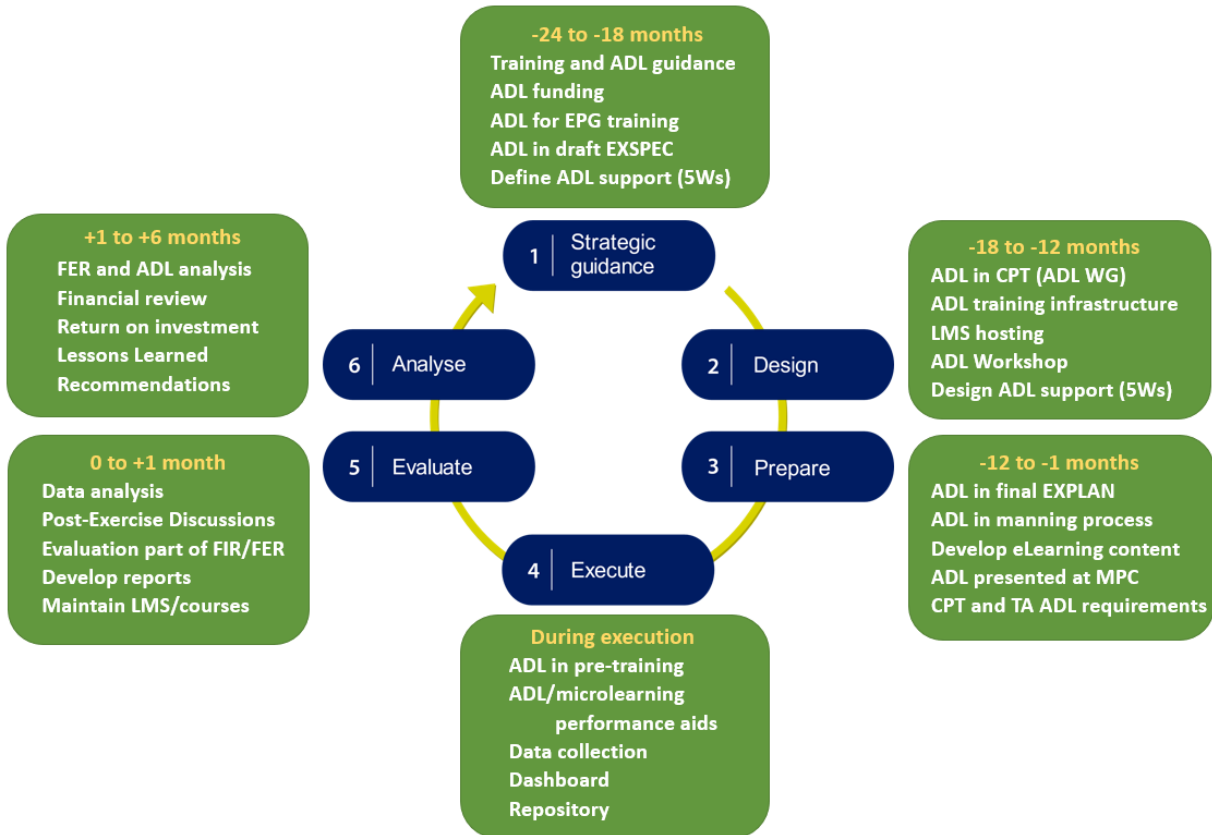 -24 to -18 months
Training and ADL guidance
ADL funding
ADL for EPG training
ADL in draft EXSPEC
Define ADL support (5Ws)
1
Strategic
guidance
-18 to -12 months
ADL in CPT (ADL WG)
ADL training infrastructure
LMS hosting
ADL Workshop
Design ADL support (5Ws)
2
Design
-12 to -1 months
ADL in final EXPLAN
ADL in manning process
Develop eLearning content
ADL presented at MPC
CPT and TA ADL requirements
3
Prepare
4
Execute
During execution
ADL in pre-training
ADL/microlearning
performance aids
Data collection
Dashboard
Repository
5
Evaluate
0 to +1 month
Data analysis
Post-Exercise Discussions
Evaluation part of FIR/FER
Develop reports
Maintain LMS/courses
6
Analyse
+1 to +6 months
FER and ADL analysis
Financial review
Return on investment
Lessons Learned
Recommendations